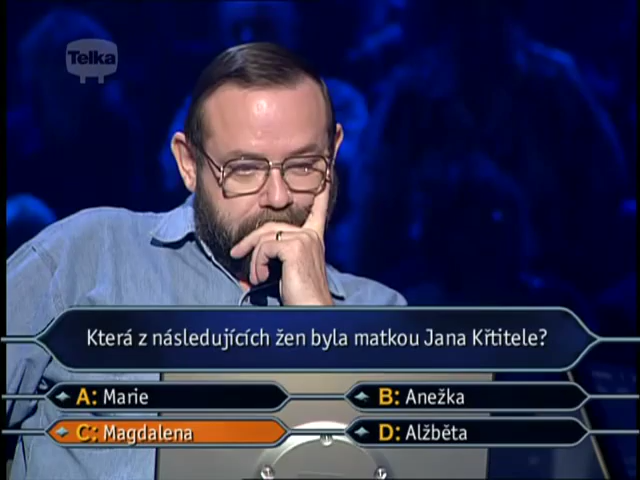 Telka
Která z následujících žen byla matkou Jana Křtitele?
A: Marie
B: Anežka
C: Magdalena
D: Alžběta